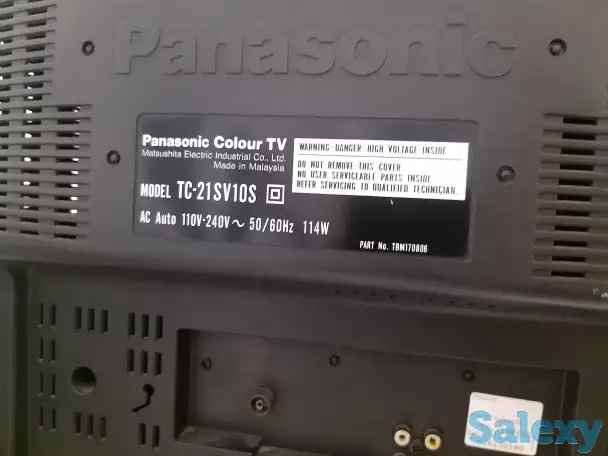 Panasonic
Panasonic Colour TV
Matsushita Electric Industrial Co., Ltd.
Made in Malaysia
MODEL TC-21SV10S
AC Auto 110V-240V~ 50/60Hz 114W
WARNING-DANGER-HIGH VOLTAGE INSIDE
DO NOT REMOVE THIS COVER.
NO USER SERVICEABLE PARTS INSIDE
REFER SERVICING TO QUALIFIED TECHNICIAN.
PART No. TBM170806
Salexy